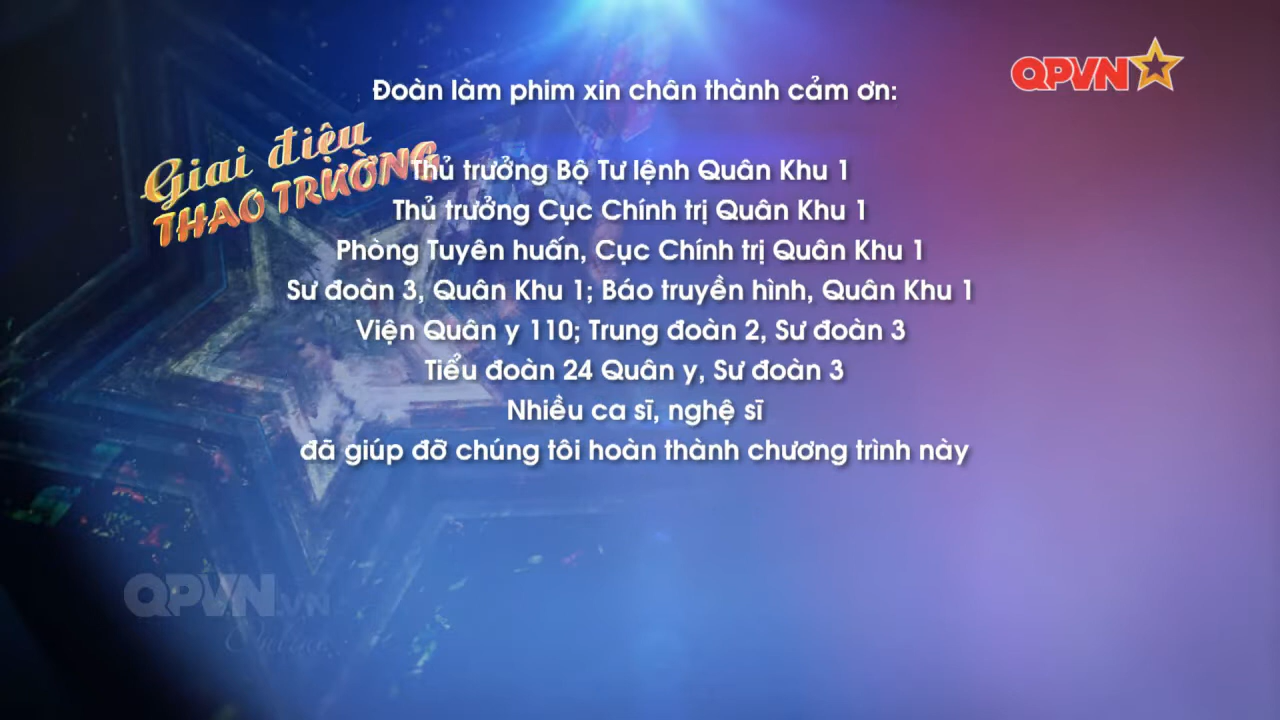 Đoàn làm phim xin chân thành cảm ơn:
QPVN
Giai điệu
THAO TRƯỜNG
Thủ trưởng Bộ Tư lệnh Quân Khu 1
Thủ trưởng Cục Chính trị Quân Khu 1
Phòng Tuyên huấn, Cục Chính trị Quân Khu 1
Sư đoàn 3, Quân Khu 1; Báo truyền hình, Quân Khu 1
Viện Quân y 110; Trung đoàn 2, Sư đoàn 3
Tiểu đoàn 24 Quân y, Sư đoàn 3
Nhiều ca sĩ, nghệ sĩ
đã giúp đỡ chúng tôi hoàn thành chương trình này
QPVN.VN
Online...